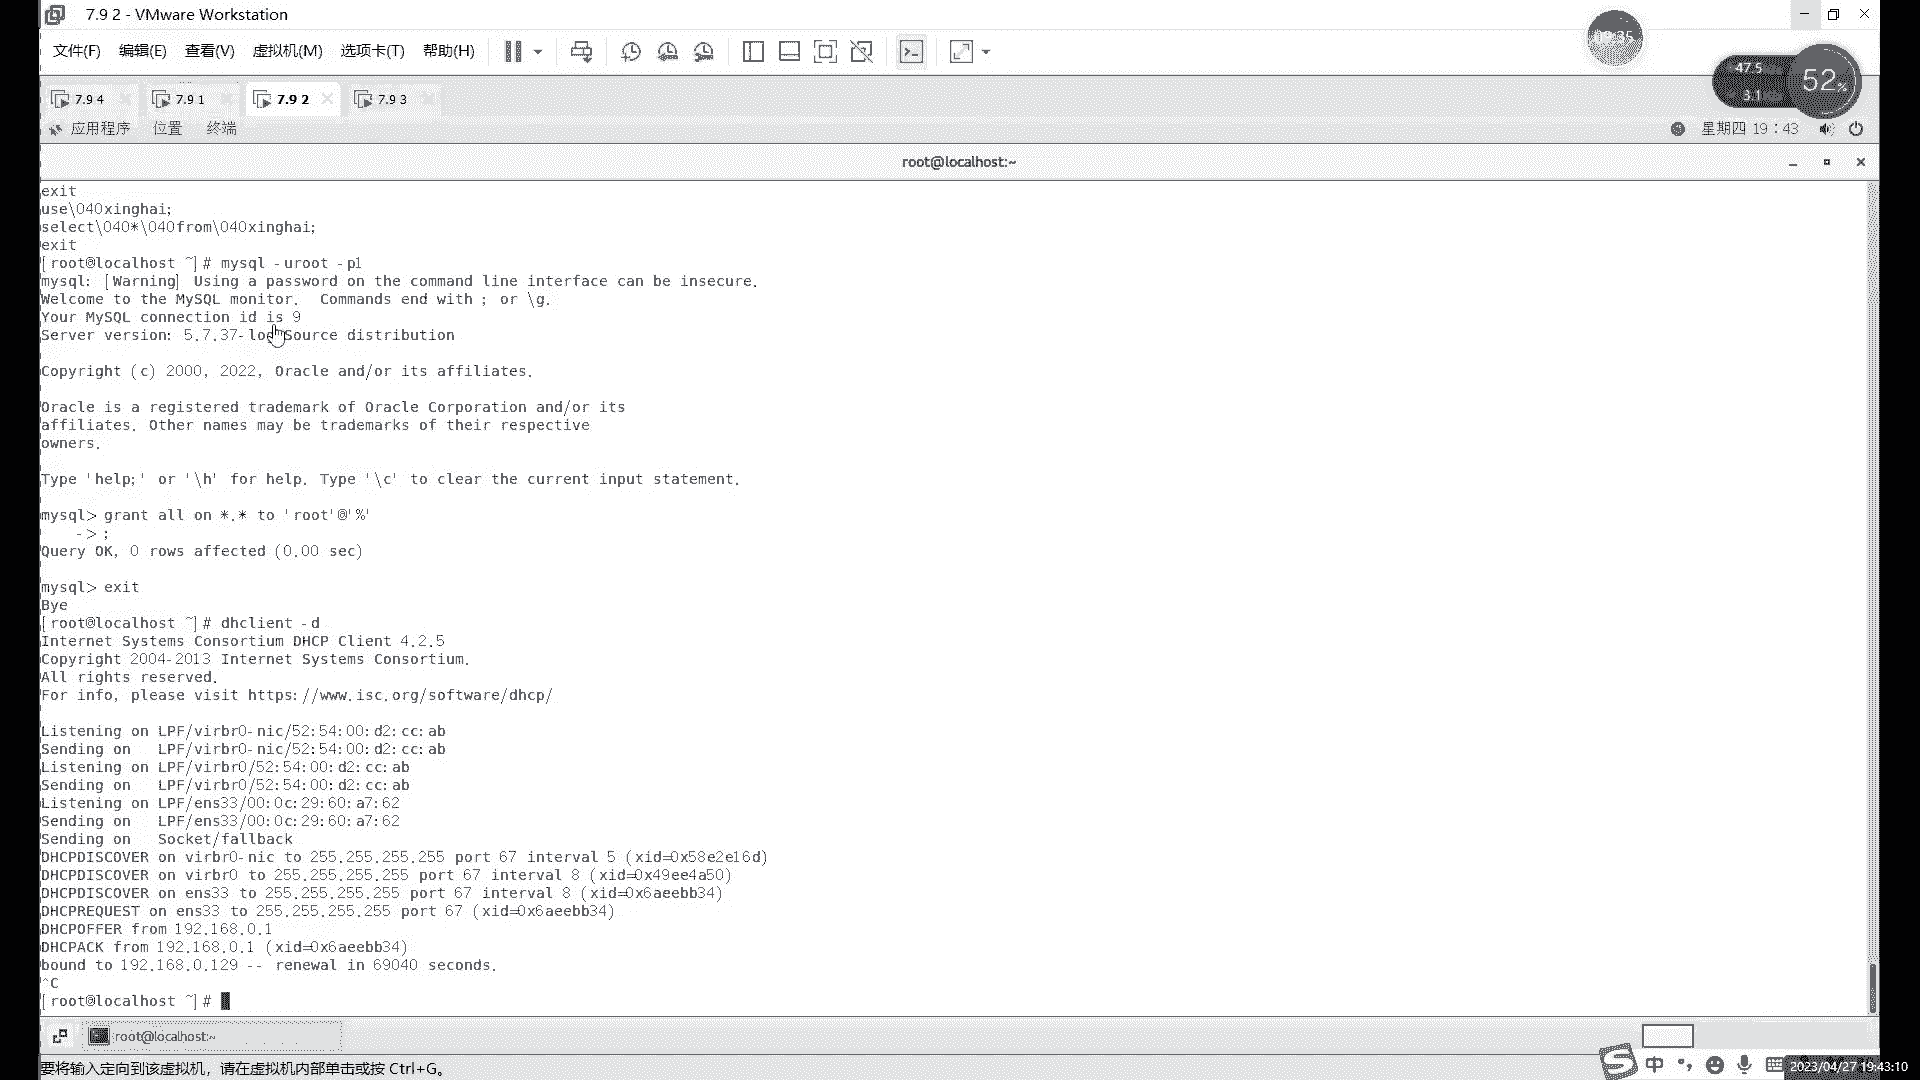 7.9 2 - VMware Workstation
文件(F) 编辑(E) 查看(V) 虚拟机(M) 选项卡(T) 帮助(H)
47.5
3.1
52%
7.9 4 7.9 1 7.9 2 7.9 3
应用程序 位置 终端 星期四 19：43
root@localhost:~
exit
use\040xinghai;
select\040*\040from\040xinghai;
exit
[root@localhost ~]# mysql -uroot -p1
mysql: [Warning] Using a password on the command line interface can be insecure.
Welcome to the MySQL monitor.  Commands end with ; or \g.
Your MySQL connection id is 9
Server version: 5.7.37-log Source distribution

Copyright (c) 2000, 2022, Oracle and/or its affiliates.

Oracle is a registered trademark of Oracle Corporation and/or its
affiliates. Other names may be trademarks of their respective
owners.

Type 'help;' or '\h' for help. Type '\c' to clear the current input statement.

mysql> grant all on *.* to 'root'@'%'
    -> ;
Query OK, 0 rows affected (0.00 sec)

mysql> exit
Bye
[root@localhost ~]# dhclient -d
Internet Systems Consortium DHCP Client 4.2.5
Copyright 2004-2013 Internet Systems Consortium.
All rights reserved.
For info, please visit https://www.isc.org/software/dhcp/

Listening on LPF/virbr0-nic/52:54:00:d2:cc:ab
Sending on   LPF/virbr0-nic/52:54:00:d2:cc:ab
Listening on LPF/virbr0/52:54:00:d2:cc:ab
Sending on   LPF/virbr0/52:54:00:d2:cc:ab
Listening on LPF/ens33/00:0c:29:60:a7:62
Sending on   LPF/ens33/00:0c:29:60:a7:62
Sending on   Socket/fallback
DHCPDISCOVER on virbr0-nic to 255.255.255.255 port 67 interval 5 (xid=0x58e2e16d)
DHCPDISCOVER on virbr0 to 255.255.255.255 port 67 interval 8 (xid=0x49ee4a50)
DHCPDISCOVER on ens33 to 255.255.255.255 port 67 interval 8 (xid=0x6aeebb34)
DHCPREQUEST on ens33 to 255.255.255.255 port 67 (xid=0x6aeebb34)
DHCPOFFER from 192.168.0.1
DHCPACK from 192.168.0.1 (xid=0x6aeebb34)
bound to 192.168.0.129 -- renewal in 69040 seconds.
^C
[root@localhost ~]#
root@localhost:~
要将输入定向到该虚拟机，请在虚拟机内部单击或按 Ctrl+G。
中
2023/04/27 19:43:10